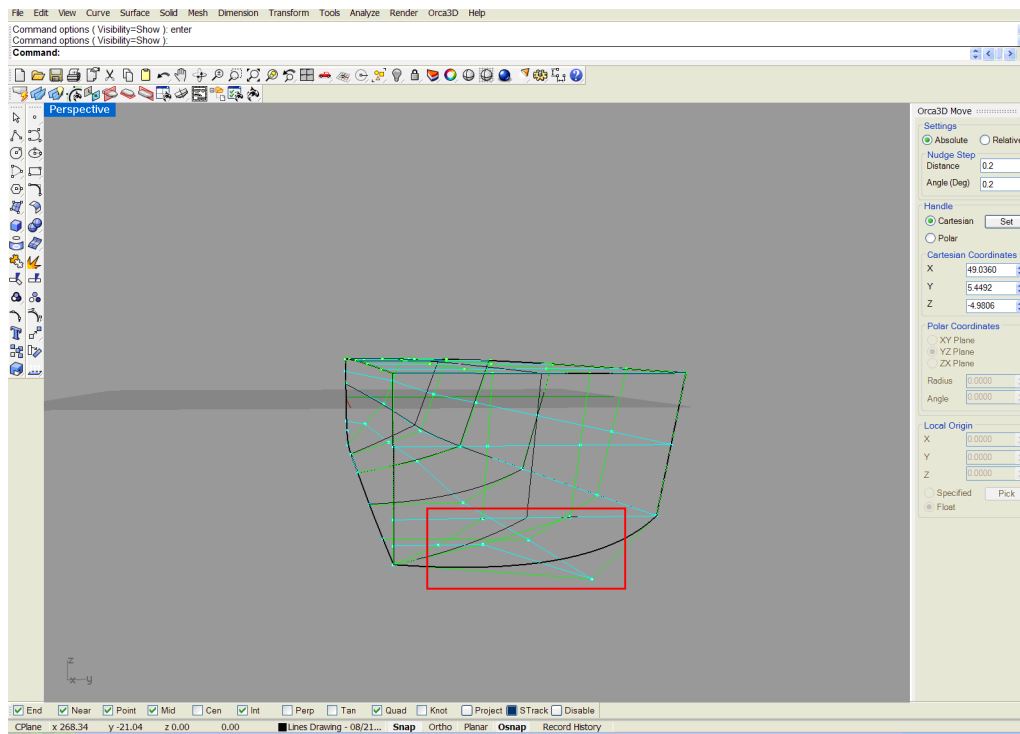 File Edit View Curve Surface Solid Mesh Dimension Transform Tools Analyze Render Orca3D Help
Command options ( Visibility=Show ): enter
Command options ( Visibility=Show ):
Command:
Perspective
Orca3D Move
Settings
Absolute Relative
Nudge Step
Distance 0.2
Angle (Deg) 0.2
Handle
Cartesian Set
Polar
Cartesian Coordinates
X 49.0360
Y 5.4492
Z -4.9806
Polar Coordinates
XY Plane
YZ Plane
ZX Plane
Radius 0.0000
Angle 0.0000
Local Origin
X 0.0000
Y 0.0000
Z 0.0000
Specified Pick
Float
z
x y
End Near Point Mid Cen Int Perp Tan Quad Knot Project STrack Disable
CPlane x 268.34 y -21.04 z 0.00 0.00 Lines Drawing - 08/21... Snap Ortho Planar Osnap Record History